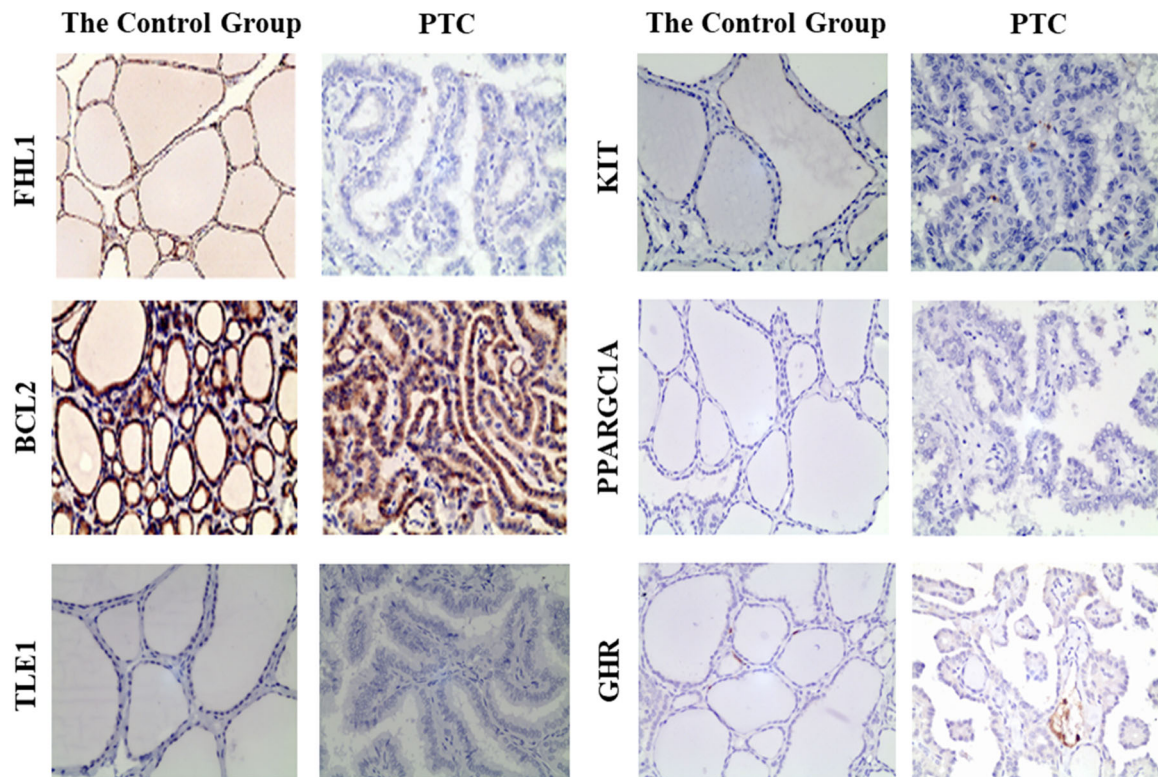 The Control Group PTC The Control Group PTC
FHL1
KIT
BCL2
PPARGC1A
TLE1
GHR